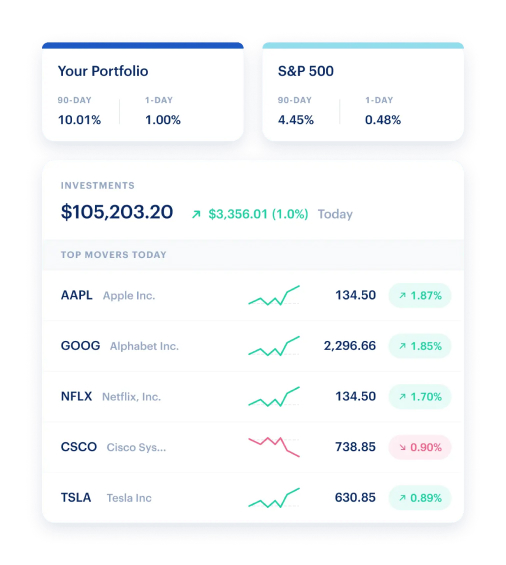 Your Portfolio
90-DAY 1-DAY
10.01% 1.00%
S&P 500
90-DAY 1-DAY
4.45% 0.48%
INVESTMENTS
$105,203.20 ↗ $3,356.01 (1.0%) Today
TOP MOVERS TODAY
AAPL Apple Inc. 134.50 ↗ 1.87%
GOOG Alphabet Inc. 2,296.66 ↗ 1.85%
NFLX Netflix, Inc. 134.50 ↗ 1.70%
CSCO Cisco Sys... 738.85 ↘ 0.90%
TSLA Tesla Inc 630.85 ↗ 0.89%